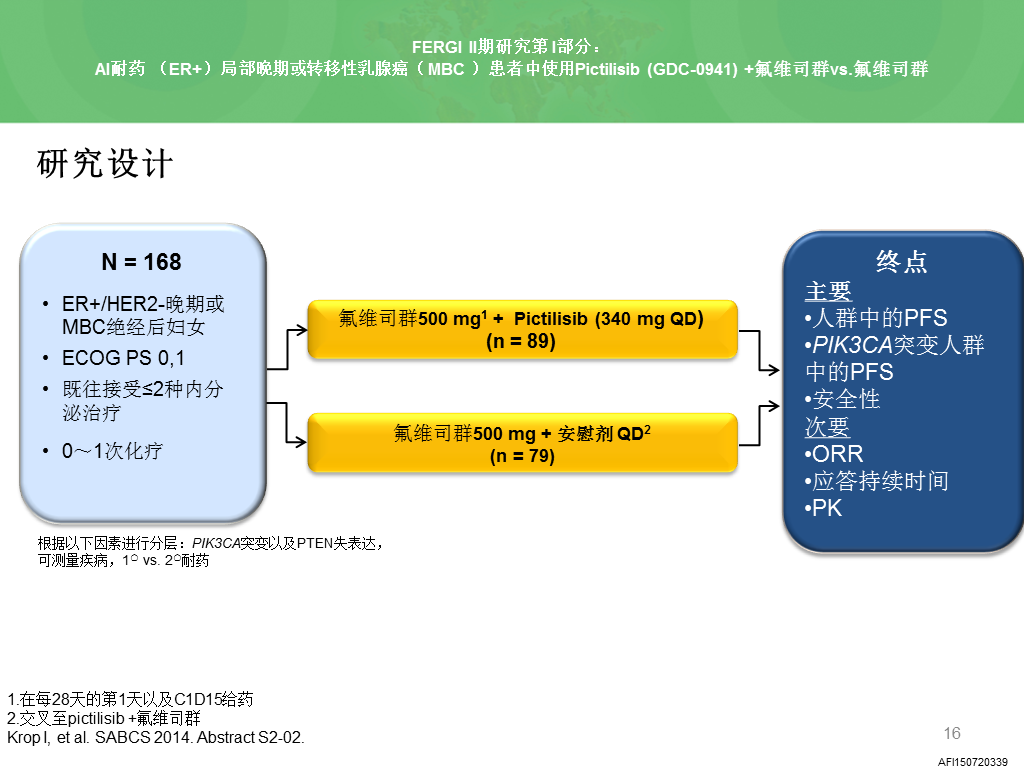 FERGI II期研究第 I部分：
AI耐药 （ER+）局部晚期或转移性乳腺癌（ MBC ）患者中使用Pictilisib (GDC-0941) +氟维司群vs.氟维司群
研究设计
N = 168
• ER+/HER2-晚期或
MBC绝经后妇女
• ECOG PS 0,1
• 既往接受≤2种内分
泌治疗
• 0～1次化疗
根据以下因素进行分层：PIK3CA突变以及PTEN失表达，
可测量疾病，1○ vs. 2○耐药
氟维司群500 mg1 + Pictilisib (340 mg QD)
(n = 89)
氟维司群500 mg + 安慰剂 QD2
(n = 79)
终点
主要
•人群中的PFS
•PIK3CA突变人群
中的PFS
•安全性
次要
•ORR
•应答持续时间
•PK
1.在每28天的第1天以及C1D15给药
2.交叉至pictilisib +氟维司群
Krop I, et al. SABCS 2014. Abstract S2-02.
16
AFI150720339